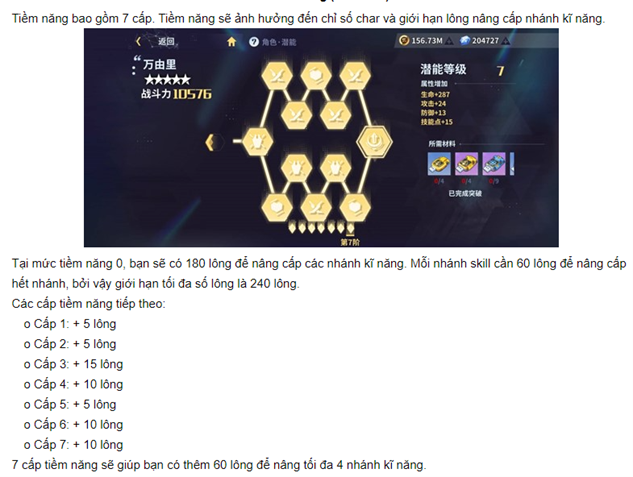 Tiềm năng bao gồm 7 cấp. Tiềm năng sẽ ảnh hưởng đến chỉ số char và giới hạn lông nâng cấp nhánh kĩ năng.
返回
角色·潜能
156.73M
204727
万由里
★★★★★
战斗力10576
潜能等级 7
属性增加
生命+287
攻击+24
防御+13
技能点+15
所需材料
已完成突破
第7阶
Tại mức tiềm năng 0, bạn sẽ có 180 lông để nâng cấp các nhánh kĩ năng. Mỗi nhánh skill cần 60 lông để nâng cấp
hết nhánh, bởi vậy giới hạn tối đa số lông là 240 lông.
Các cấp tiềm năng tiếp theo:
o Cấp 1: + 5 lông
o Cấp 2: + 5 lông
o Cấp 3: + 15 lông
o Cấp 4: + 10 lông
o Cấp 5: + 5 lông
o Cấp 6: + 10 lông
o Cấp 7: + 10 lông
7 cấp tiềm năng sẽ giúp bạn có thêm 60 lông để nâng tối đa 4 nhánh kĩ năng.